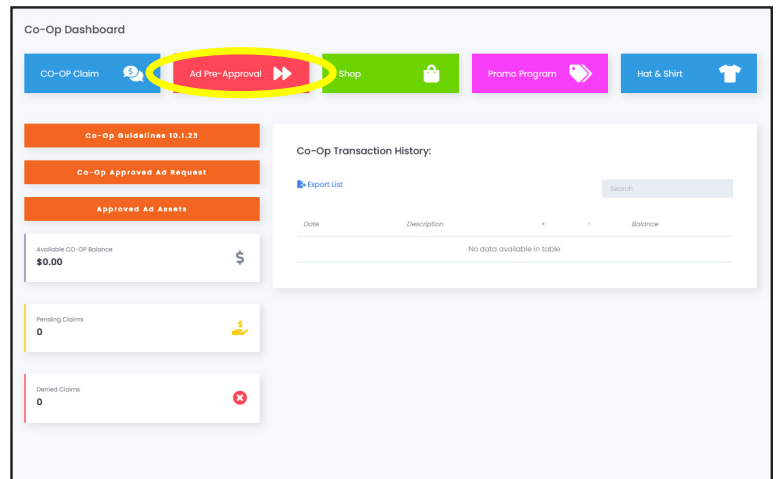 Co-Op Dashboard
CO-OP Claim
Ad Pre-Approval
Shop
Promo Program
Hat & Shirt
Co-Op Guidelines 10.1.23
Co-Op Approved Ad Request
Approved Ad Assets
Available CO-OP Balance
$0.00
Pending Claims
0
Denied Claims
0
Co-Op Transaction History:
Export List
Search
Date Description + - Balance
No data available in table